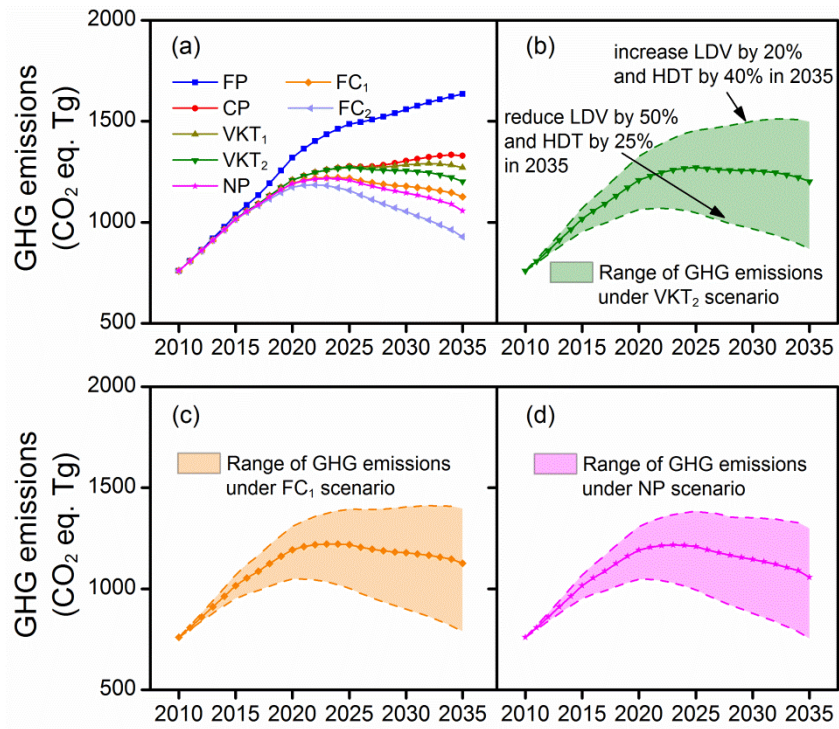 2000
1500
1000
500
GHG emissions
(CO₂ eq. Tg)
(a)
FP
CP
VKT₁
VKT₂
NP
FC₁
FC₂
2010 2015 2020 2025 2030 2035
(b)
increase LDV by 20%
and HDT by 40% in 2035
reduce LDV by 50%
and HDT by 25%
in 2035
Range of GHG emissions
under VKT₂ scenario
2010 2015 2020 2025 2030 2035
2000
1500
1000
500
GHG emissions
(CO₂ eq. Tg)
(c)
Range of GHG emissions
under FC₁ scenario
2010 2015 2020 2025 2030 2035
(d)
Range of GHG emissions
under NP scenario
2010 2015 2020 2025 2030 2035